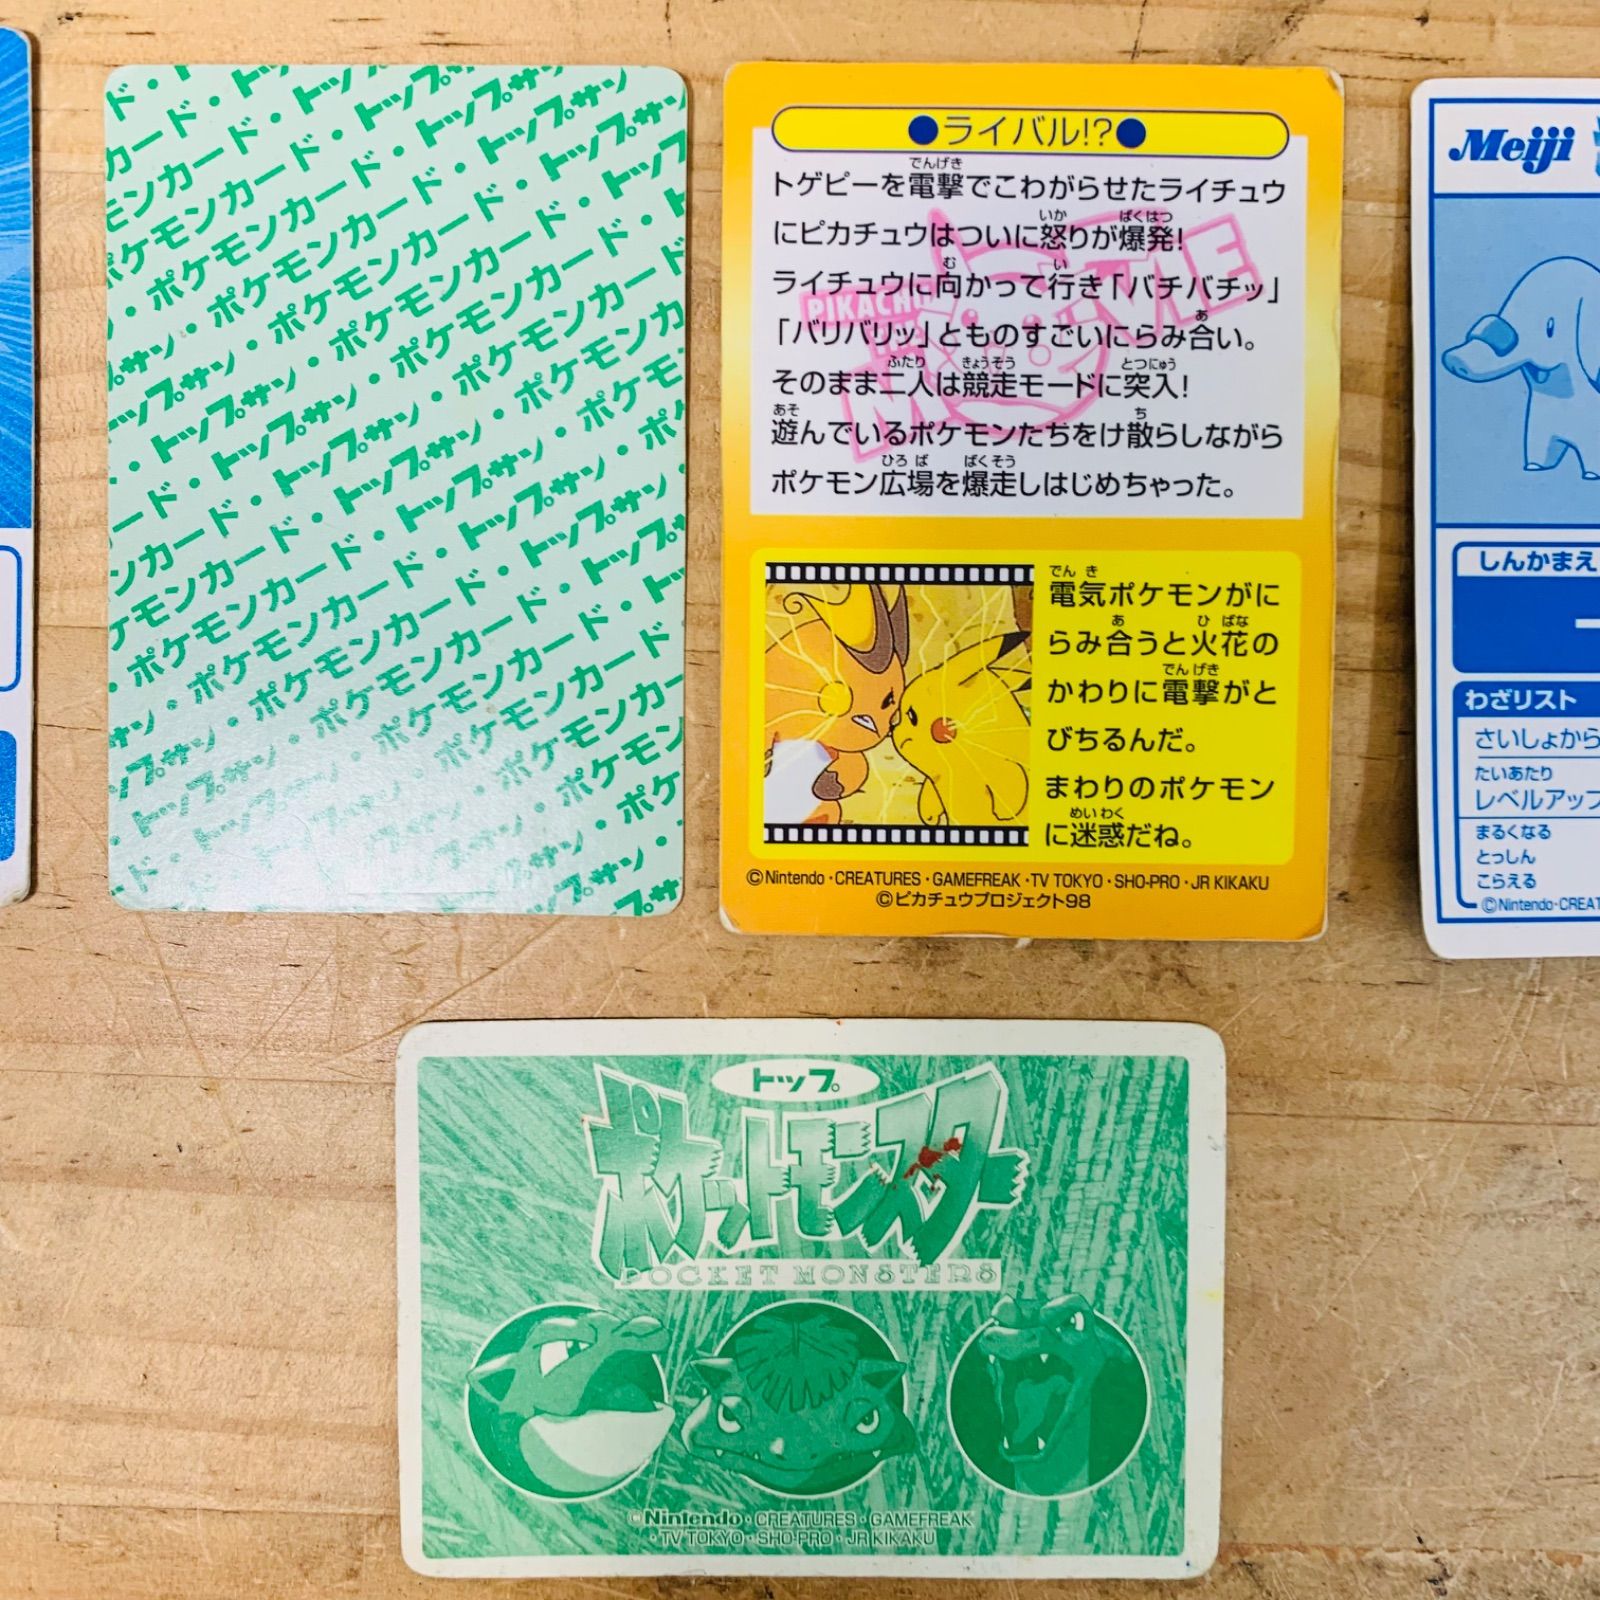 トップサン・ポケモンカード・トップサン・ポケモンカード
●ライバル!?●
トゲピーを電撃でこわがらせたライチュウ
にピカチュウはついに怒りが爆発!
ライチュウに向かって行き「バチバチッ」
「バリバリッ」とものすごいにらみ合い。
そのまま二人は競走モードに突入!
遊んでいるポケモンたちをけ散らしながら
ポケモン広場を爆走しはじめちゃった。
PIKACHU
MOVIE
電気ポケモンがに
らみ合うと火花の
かわりに電撃がと
びちるんだ。
まわりのポケモン
に迷惑だね。
©Nintendo・CREATURES・GAMEFREAK・TV TOKYO・SHO-PRO・JR KIKAKU
©ピカチュウプロジェクト98
Meiji
しんかまえ
わざリスト
さいしょから
たいあたり
レベルアップ
まるくなる
とっしん
こらえる
©Nintendo・CREAT
トップ
ポケットモンスター
POCKET MONSTERS
©Nintendo・CREATURES・GAMEFREAK
・TV TOKYO・SHO-PRO・JR KIKAKU